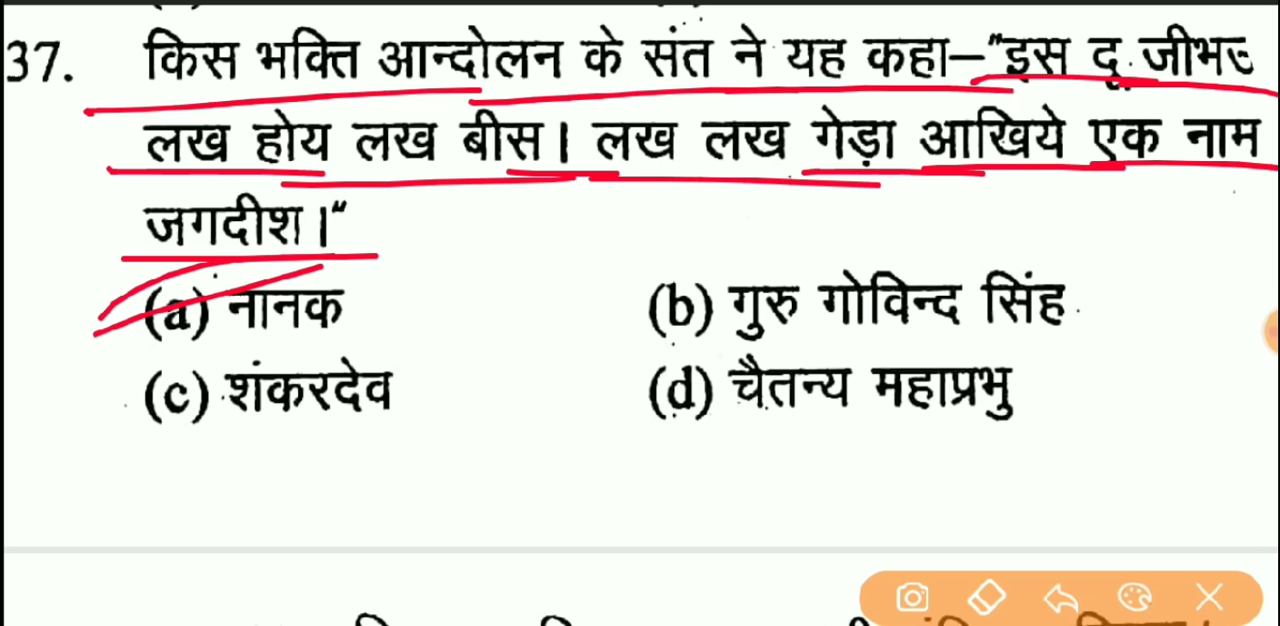 37. किस भक्ति आन्दोलन के संत ने यह कहा–"इस दू जीभउ
लख होय लख बीस। लख लख गेड़ा आखिये एक नाम
जगदीश।"
(a) नानक (b) गुरु गोविन्द सिंह
(c) शंकरदेव (d) चैतन्य महाप्रभु